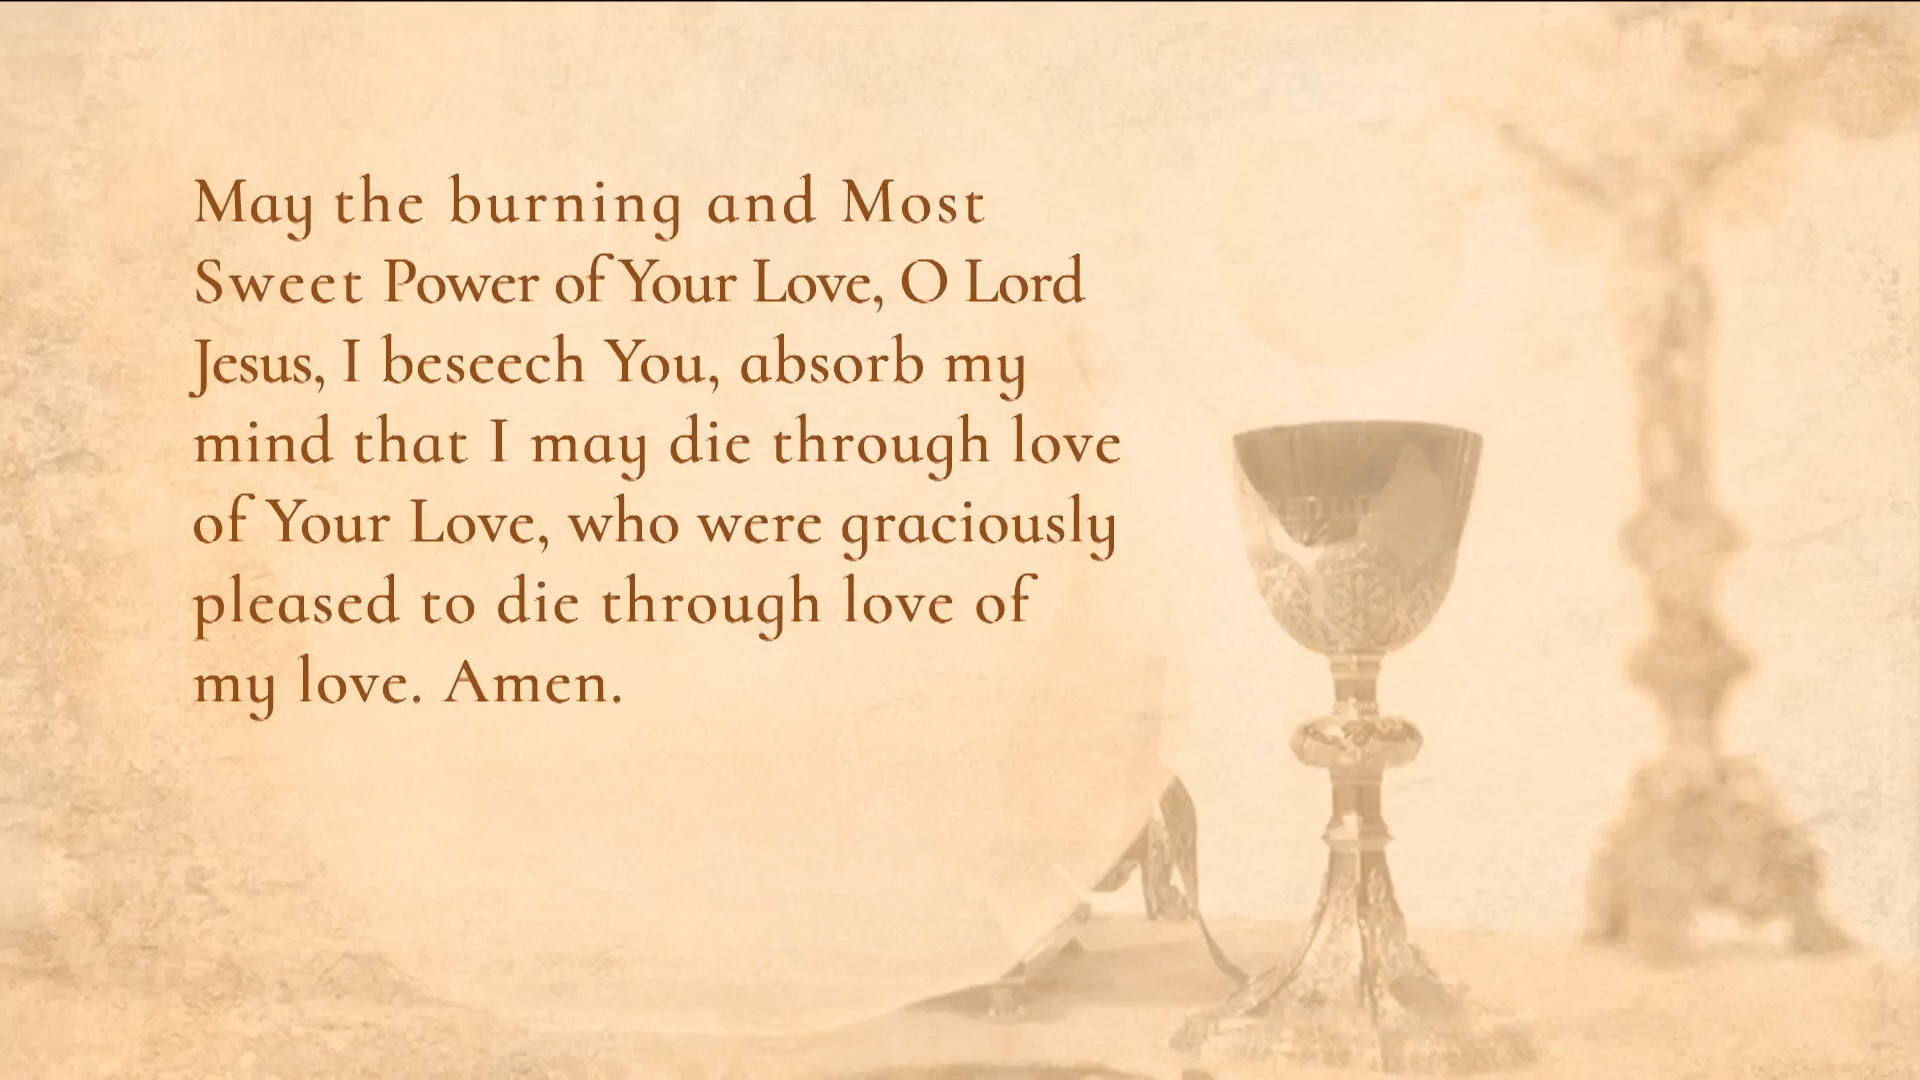 May the burning and Most
Sweet Power of Your Love, O Lord
Jesus, I beseech You, absorb my
mind that I may die through love
of Your Love, who were graciously
pleased to die through love of
my love. Amen.